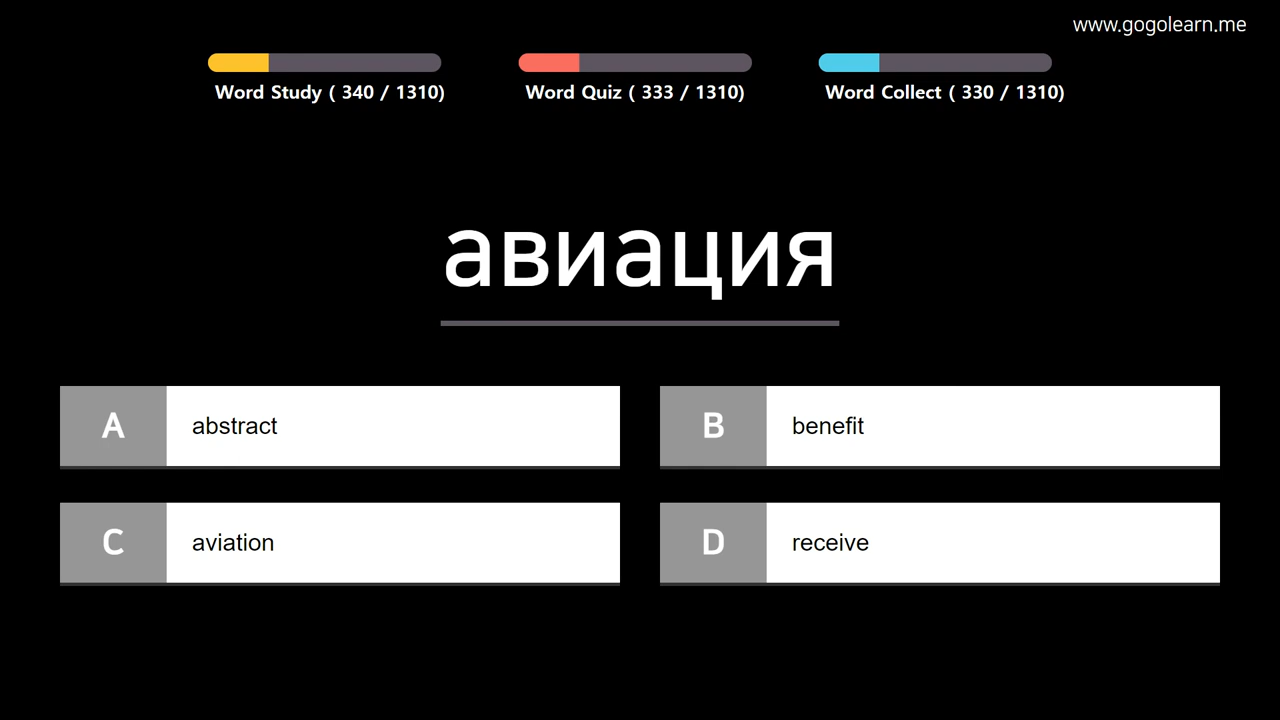 www.gogolearn.me
Word Study ( 340 / 1310)
Word Quiz ( 333 / 1310)
Word Collect ( 330 / 1310)
авиация
A abstract
B benefit
C aviation
D receive